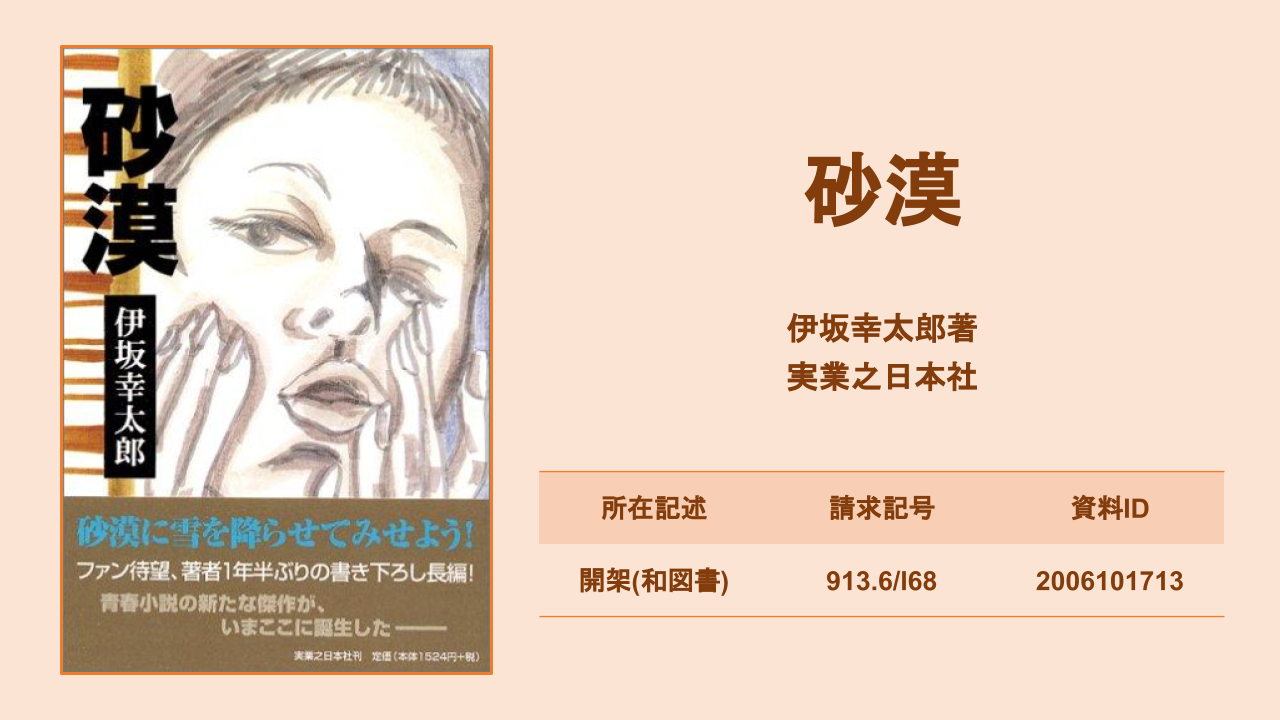 砂漠
伊坂幸太郎
砂漠に雪を降らせてみせよう!
ファン待望、著者1年半ぶりの書き下ろし長編!
青春小説の新たな傑作が、
いまここに誕生した――
実業之日本社刊 定価(本体1524円+税)
砂漠
伊坂幸太郎著
実業之日本社
所在記述 請求記号 資料ID
開架(和図書) 913.6/I68 2006101713